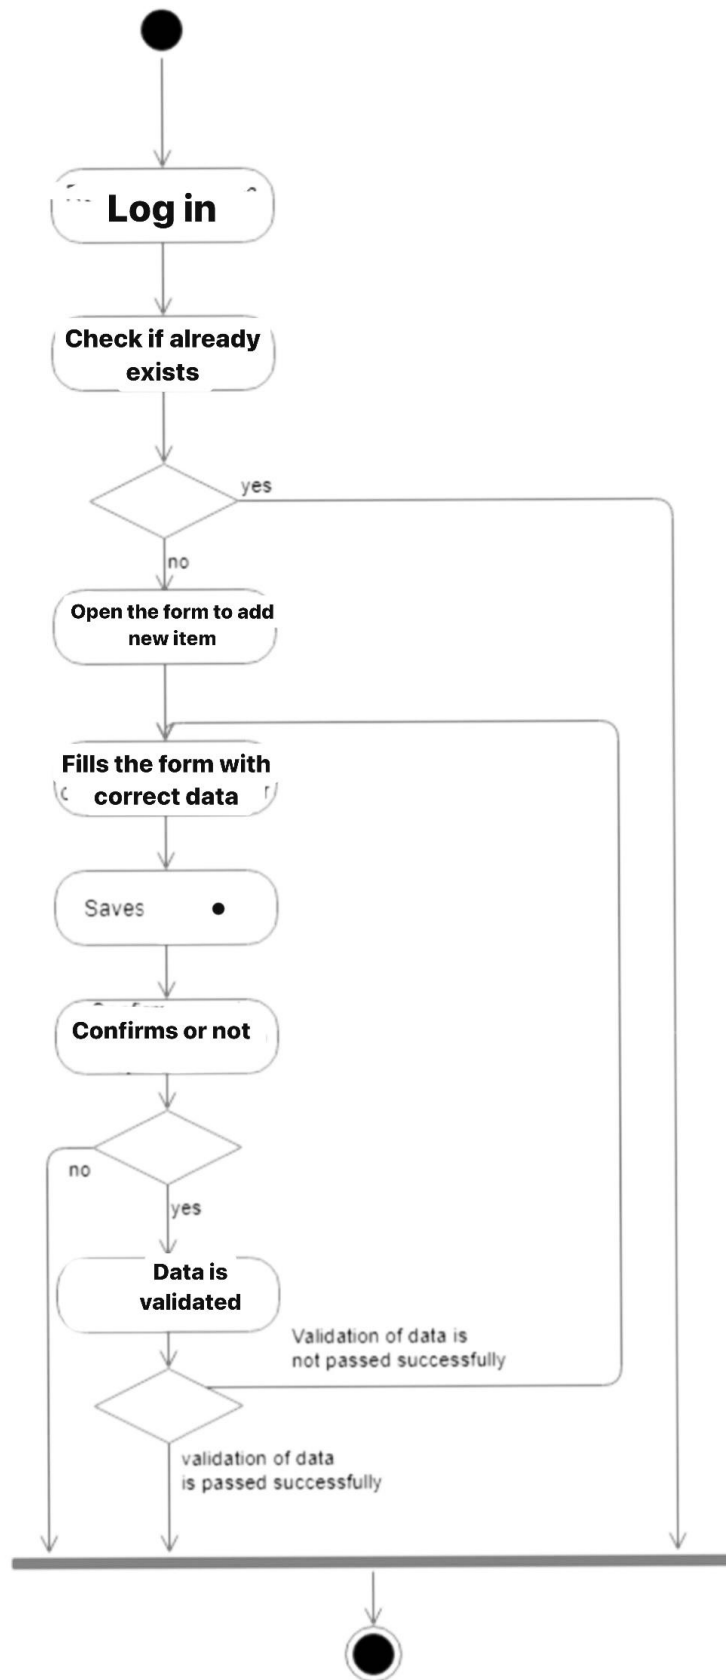 Log in
Check if already
exists
yes
no
Open the form to add
new item
Fills the form with
correct data
Saves
Confirms or not
no
yes
Data is
validated
Validation of data is
not passed successfully
validation of data
is passed successfully